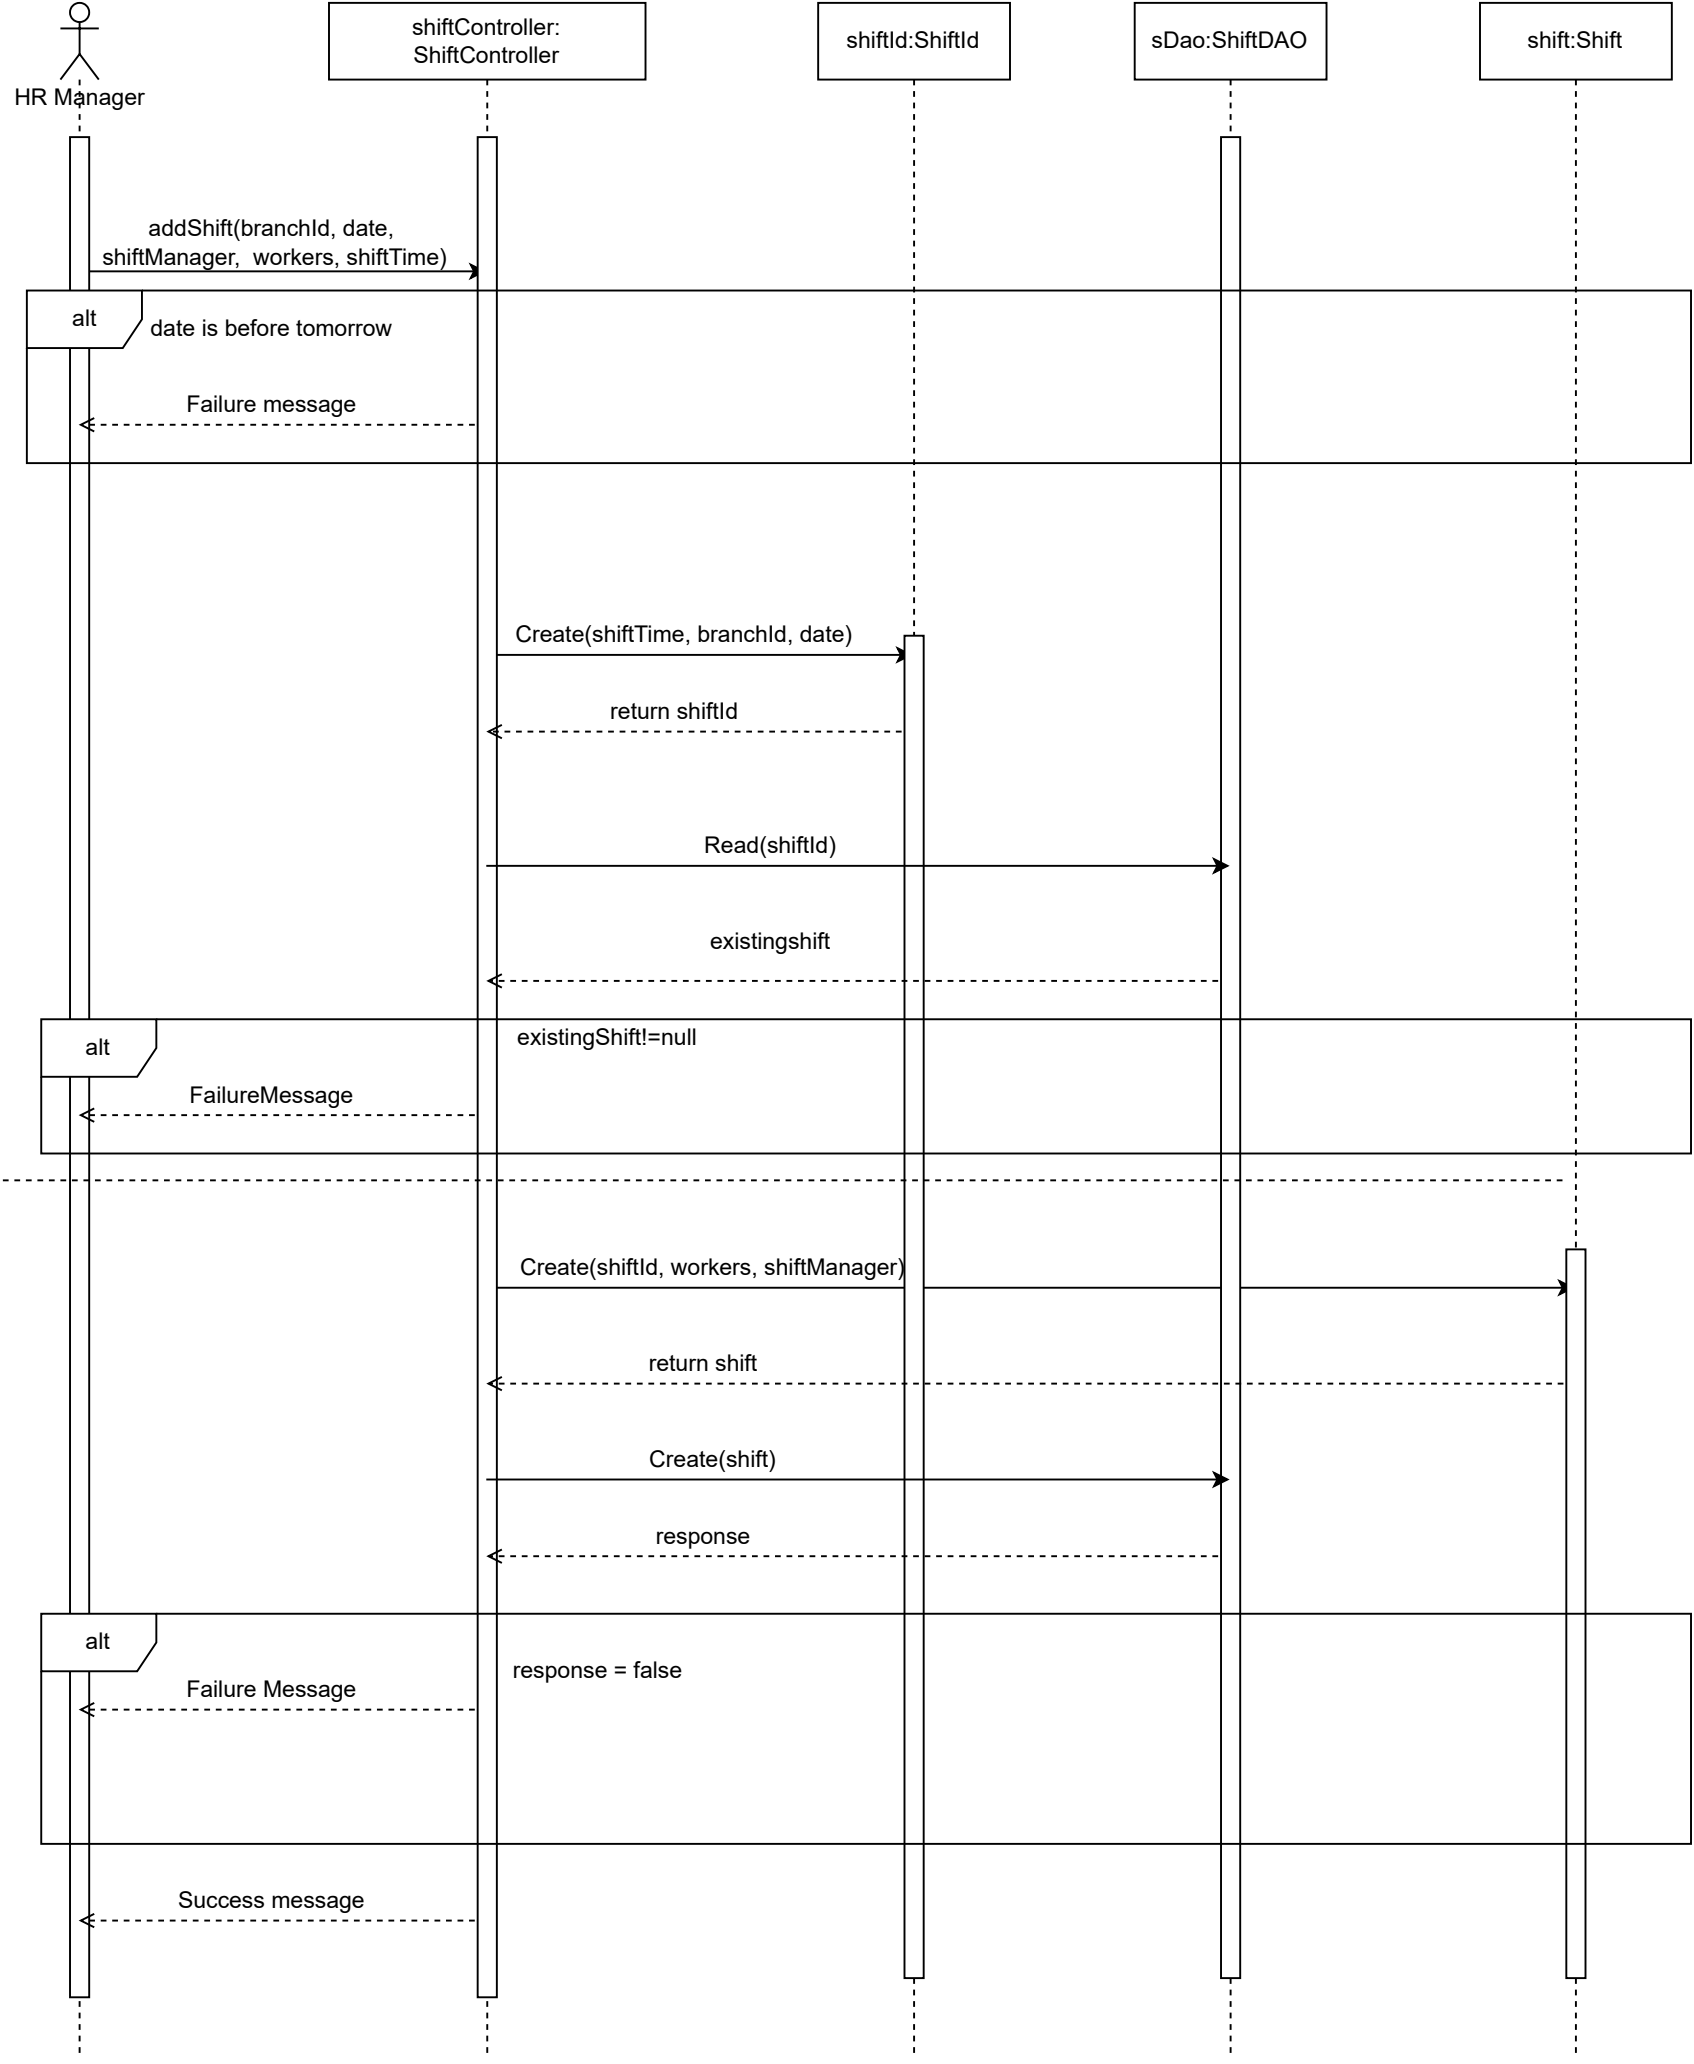 HR Manager
shiftController:
ShiftController
shiftId:ShiftId
sDao:ShiftDAO
shift:Shift
addShift(branchId, date,
shiftManager,  workers, shiftTime)
alt
date is before tomorrow
Failure message
Create(shiftTime, branchId, date)
return shiftId
Read(shiftId)
existingshift
alt
existingShift!=null
FailureMessage
Create(shiftId, workers, shiftManager)
return shift
Create(shift)
response
alt
response = false
Failure Message
Success message